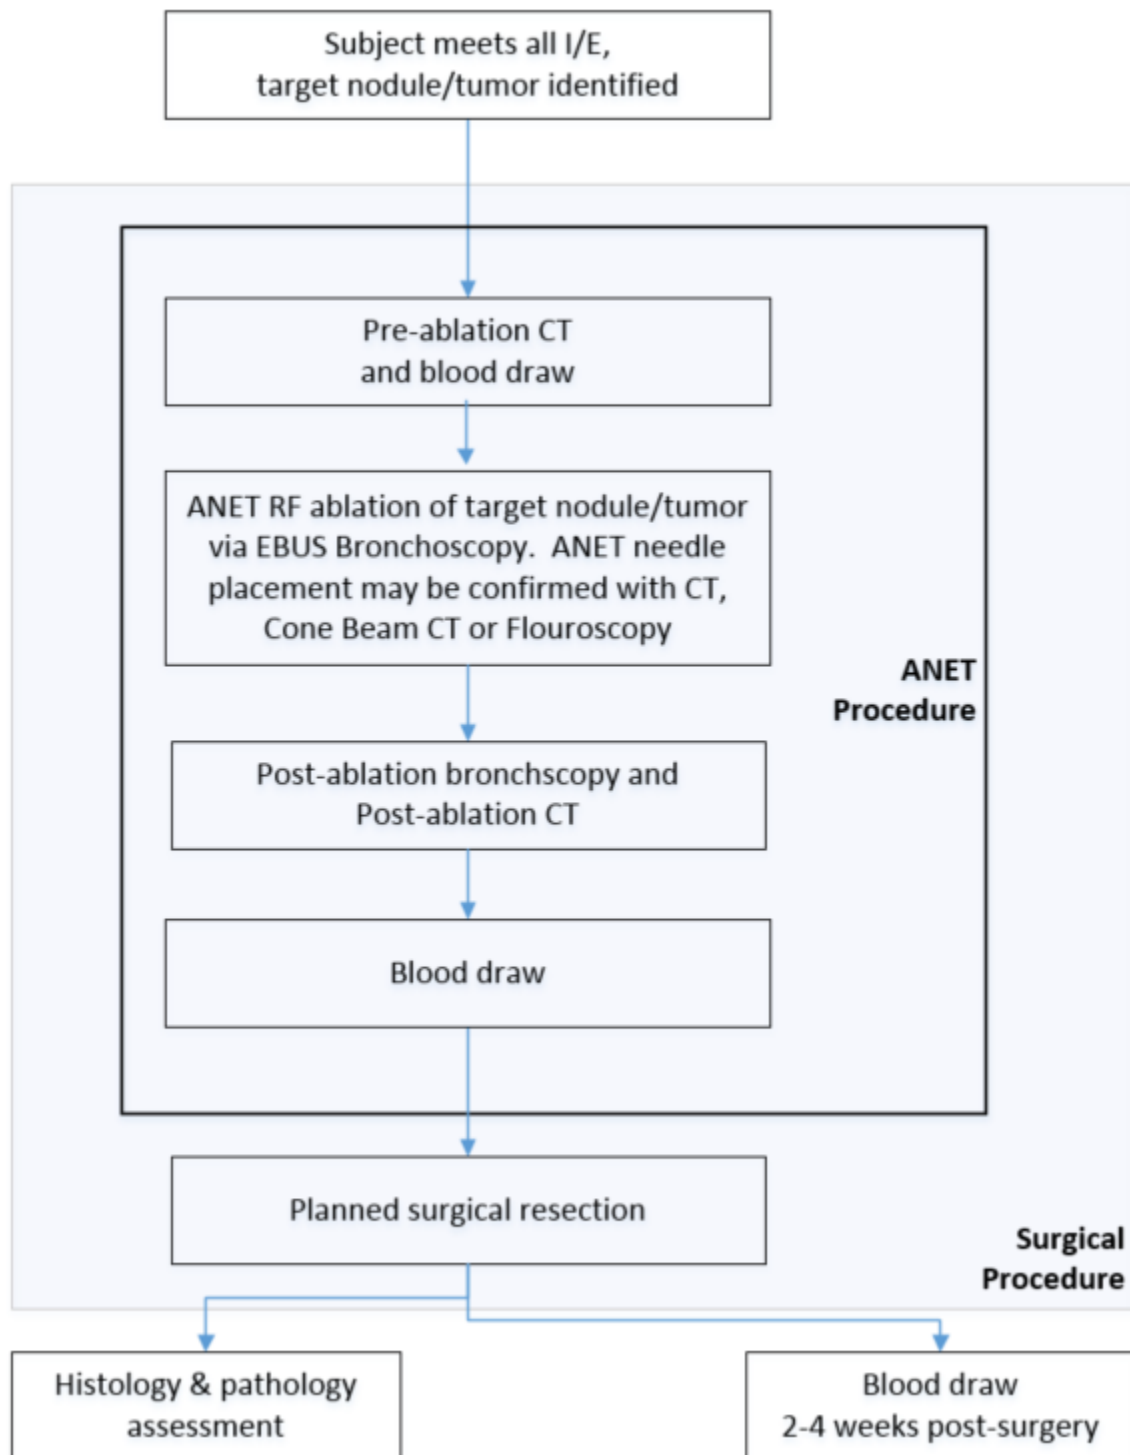 Subject meets all I/E,
target nodule/tumor identified
Pre-ablation CT
and blood draw
ANET RF ablation of target nodule/tumor
via EBUS Bronchoscopy.  ANET needle
placement may be confirmed with CT,
Cone Beam CT or Flouroscopy
ANET
Procedure
Post-ablation bronchscopy and
Post-ablation CT
Blood draw
Planned surgical resection
Surgical
Procedure
Histology & pathology
assessment
Blood draw
2-4 weeks post-surgery